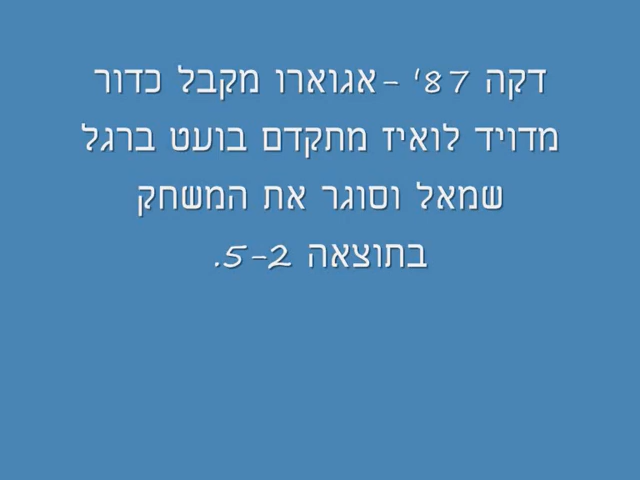 דקה 87' -אגוארו מקבל כדור
מדויד לואיז מתקדם בועט ברגל
שמאל וסוגר את המשחק
בתוצאה 5-2.